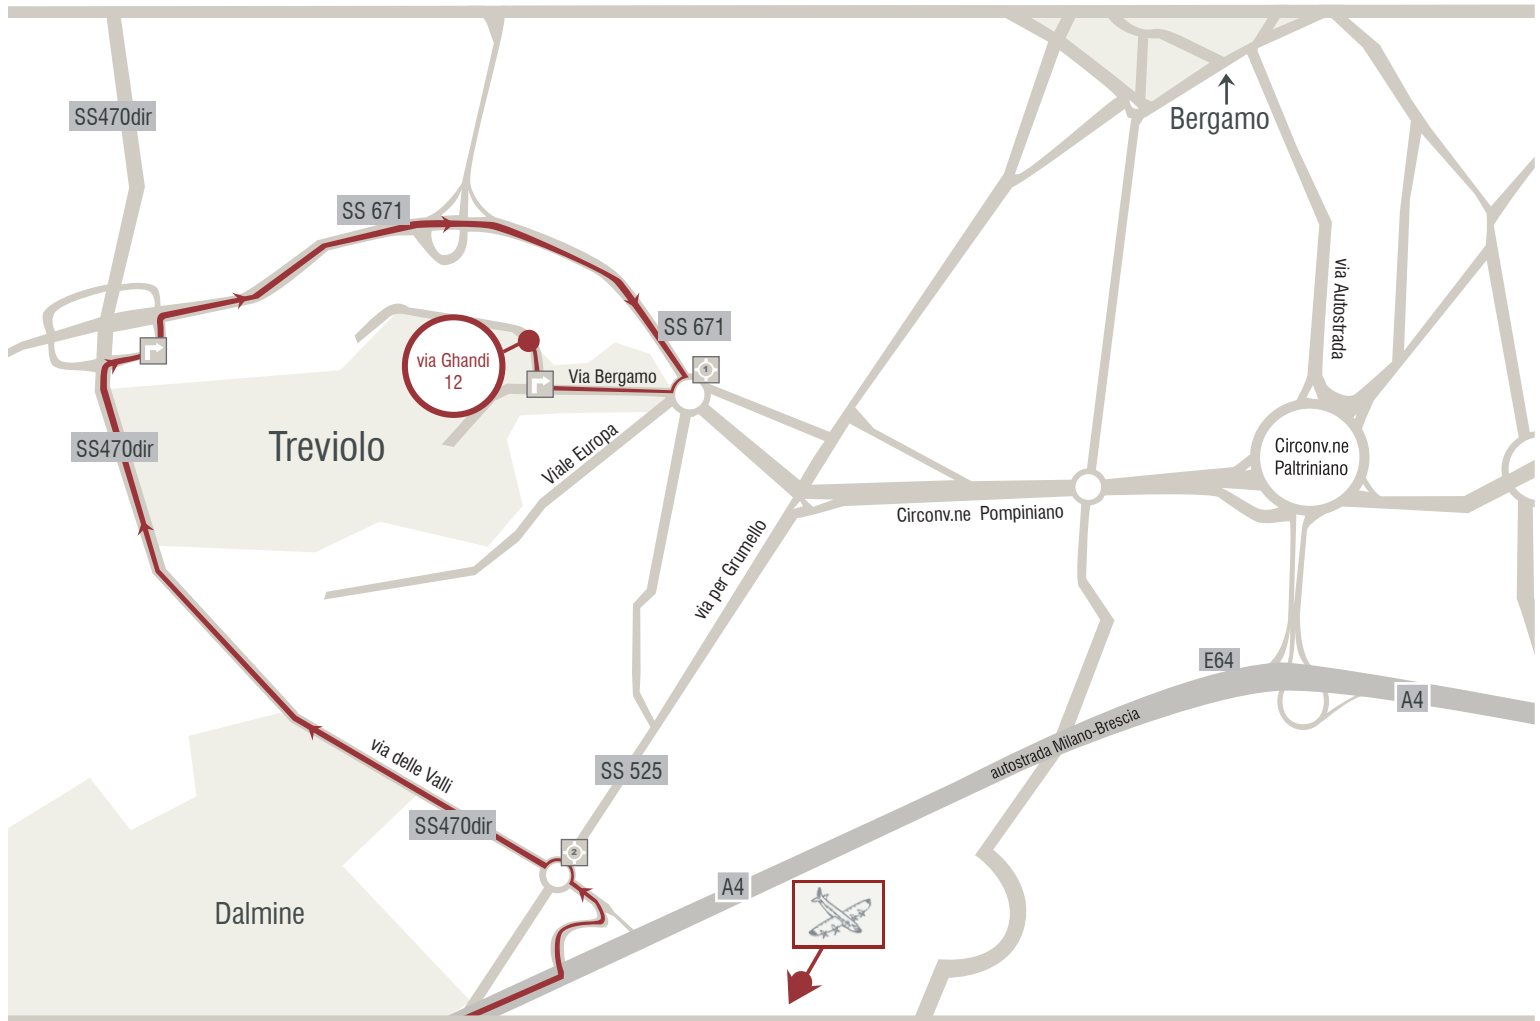 SS470dir
Bergamo
SS 671
via Autostrada
SS 671
via Ghandi
12
Via Bergamo
1
Treviolo
SS470dir
Viale Europa
Circonv.ne
Paltriniano
Circonv.ne Pompiniano
via per Grumello
E64
A4
autostrada Milano-Brescia
via delle Valli
SS 525
SS470dir
2
A4
Dalmine